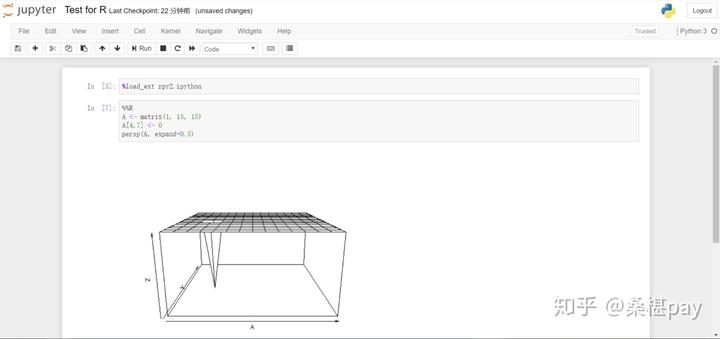 jupyter Test for R Last Checkpoint: 22 分钟前 (unsaved changes)
Logout
File Edit View Insert Cell Kernel Navigate Widgets Help
Trusted Python 3
Run Code
In [5]: %load_ext rpy2.ipython
In [7]: %%R
A <- matrix(1, 15, 15)
A[4,7] <- 0
persp(A, expand=0.5)
Z
Y
A
知乎 @桑椹pay